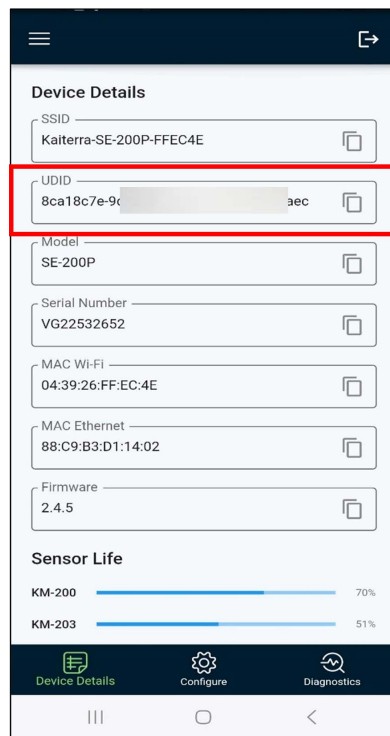 Device Details
SSID
Kaiterra-SE-200P-FFEC4E
UDID
8ca18c7e-9 aec
Model
SE-200P
Serial Number
VG22532652
MAC Wi-Fi
04:39:26:FF:EC:4E
MAC Ethernet
88:C9:B3:D1:14:02
Firmware
2.4.5
Sensor Life
KM-200 70%
KM-203 51%
Device Details Configure Diagnostics